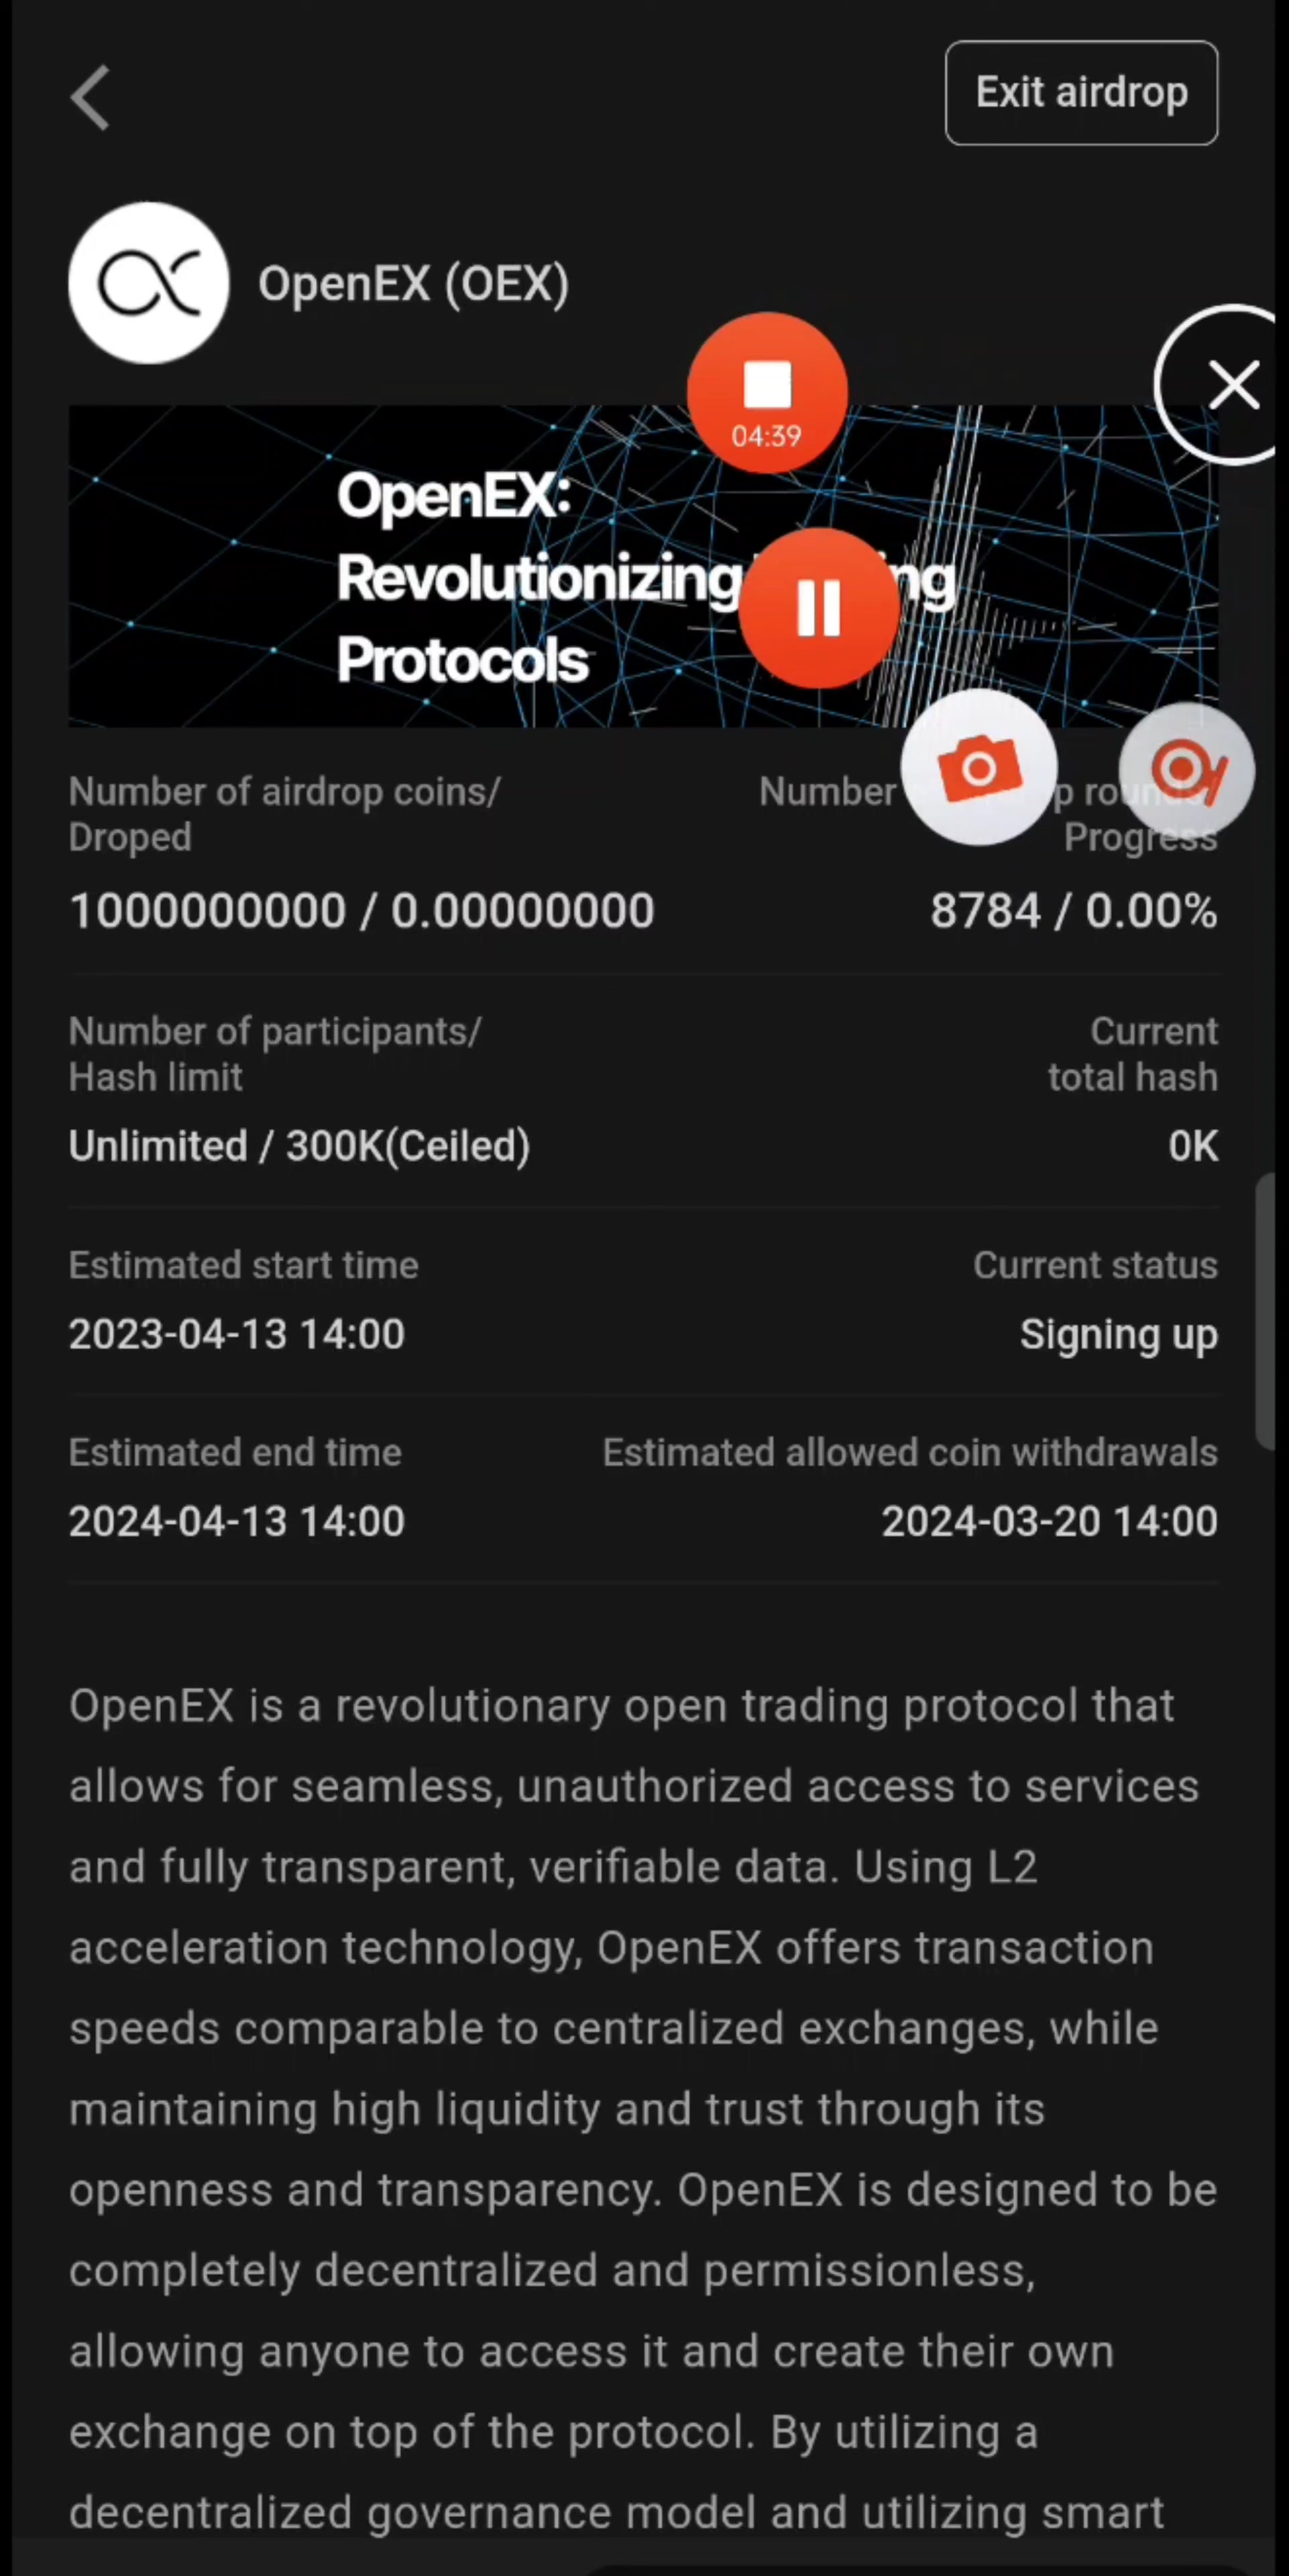 Exit airdrop
OpenEX (OEX)
04:39
OpenEX:
Revolutionizing
Protocols
Number of airdrop coins/
Droped
Number
Progress
1000000000 / 0.00000000
8784 / 0.00%
Number of participants/
Hash limit
Current
total hash
Unlimited / 300K(Ceiled)
0K
Estimated start time
Current status
2023-04-13 14:00
Signing up
Estimated end time
Estimated allowed coin withdrawals
2024-04-13 14:00
2024-03-20 14:00
OpenEX is a revolutionary open trading protocol that
allows for seamless, unauthorized access to services
and fully transparent, verifiable data. Using L2
acceleration technology, OpenEX offers transaction
speeds comparable to centralized exchanges, while
maintaining high liquidity and trust through its
openness and transparency. OpenEX is designed to be
completely decentralized and permissionless,
allowing anyone to access it and create their own
exchange on top of the protocol. By utilizing a
decentralized governance model and utilizing smart